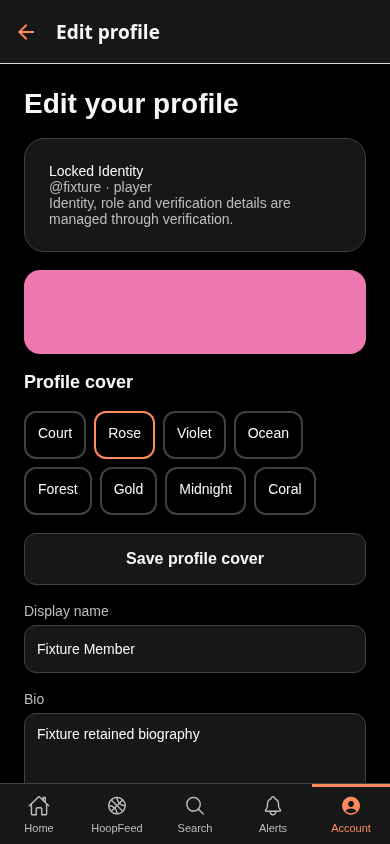 Edit profile
Edit your profile
Locked Identity
@fixture · player
Identity, role and verification details are
managed through verification.
Profile cover
Court Rose Violet Ocean
Forest Gold Midnight Coral
Save profile cover
Display name
Fixture Member
Bio
Fixture retained biography
Home HoopFeed Search Alerts Account